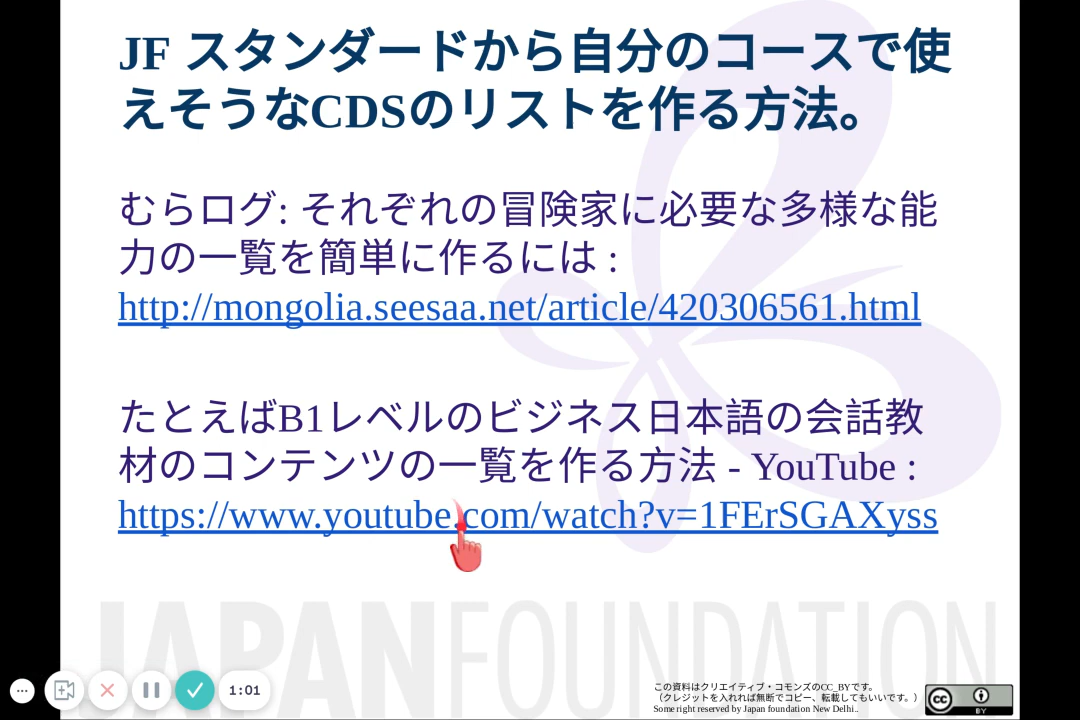 JF スタンダードから自分のコースで使
えそうなCDSのリストを作る方法。
むらログ: それぞれの冒険家に必要な多様な能
力の一覧を簡単に作るには :
http://mongolia.seesaa.net/article/420306561.html
たとえばB1レベルのビジネス日本語の会話教
材のコンテンツの一覧を作る方法 - YouTube :
https://www.youtube.com/watch?v=1FErSGAXyss
JAPAN FOUNDATION
1:01
この資料はクリエイティブ・コモンズのCC_BYです。
（クレジットを入れれば無断でコピー、転載してもいいです。）
Some right reserved by Japan foundation New Delhi..
cc
BY